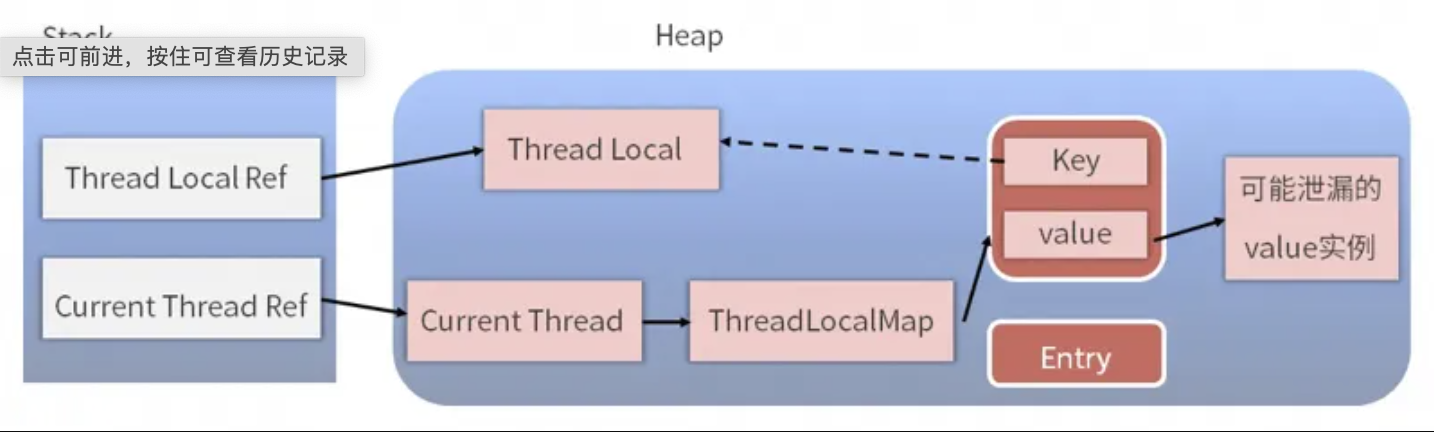 Stack
Heap
点击可前进，按住可查看历史记录
Thread Local Ref
Thread Local
Key
value
可能泄漏的
value实例
Current Thread Ref
Current Thread
ThreadLocalMap
Entry